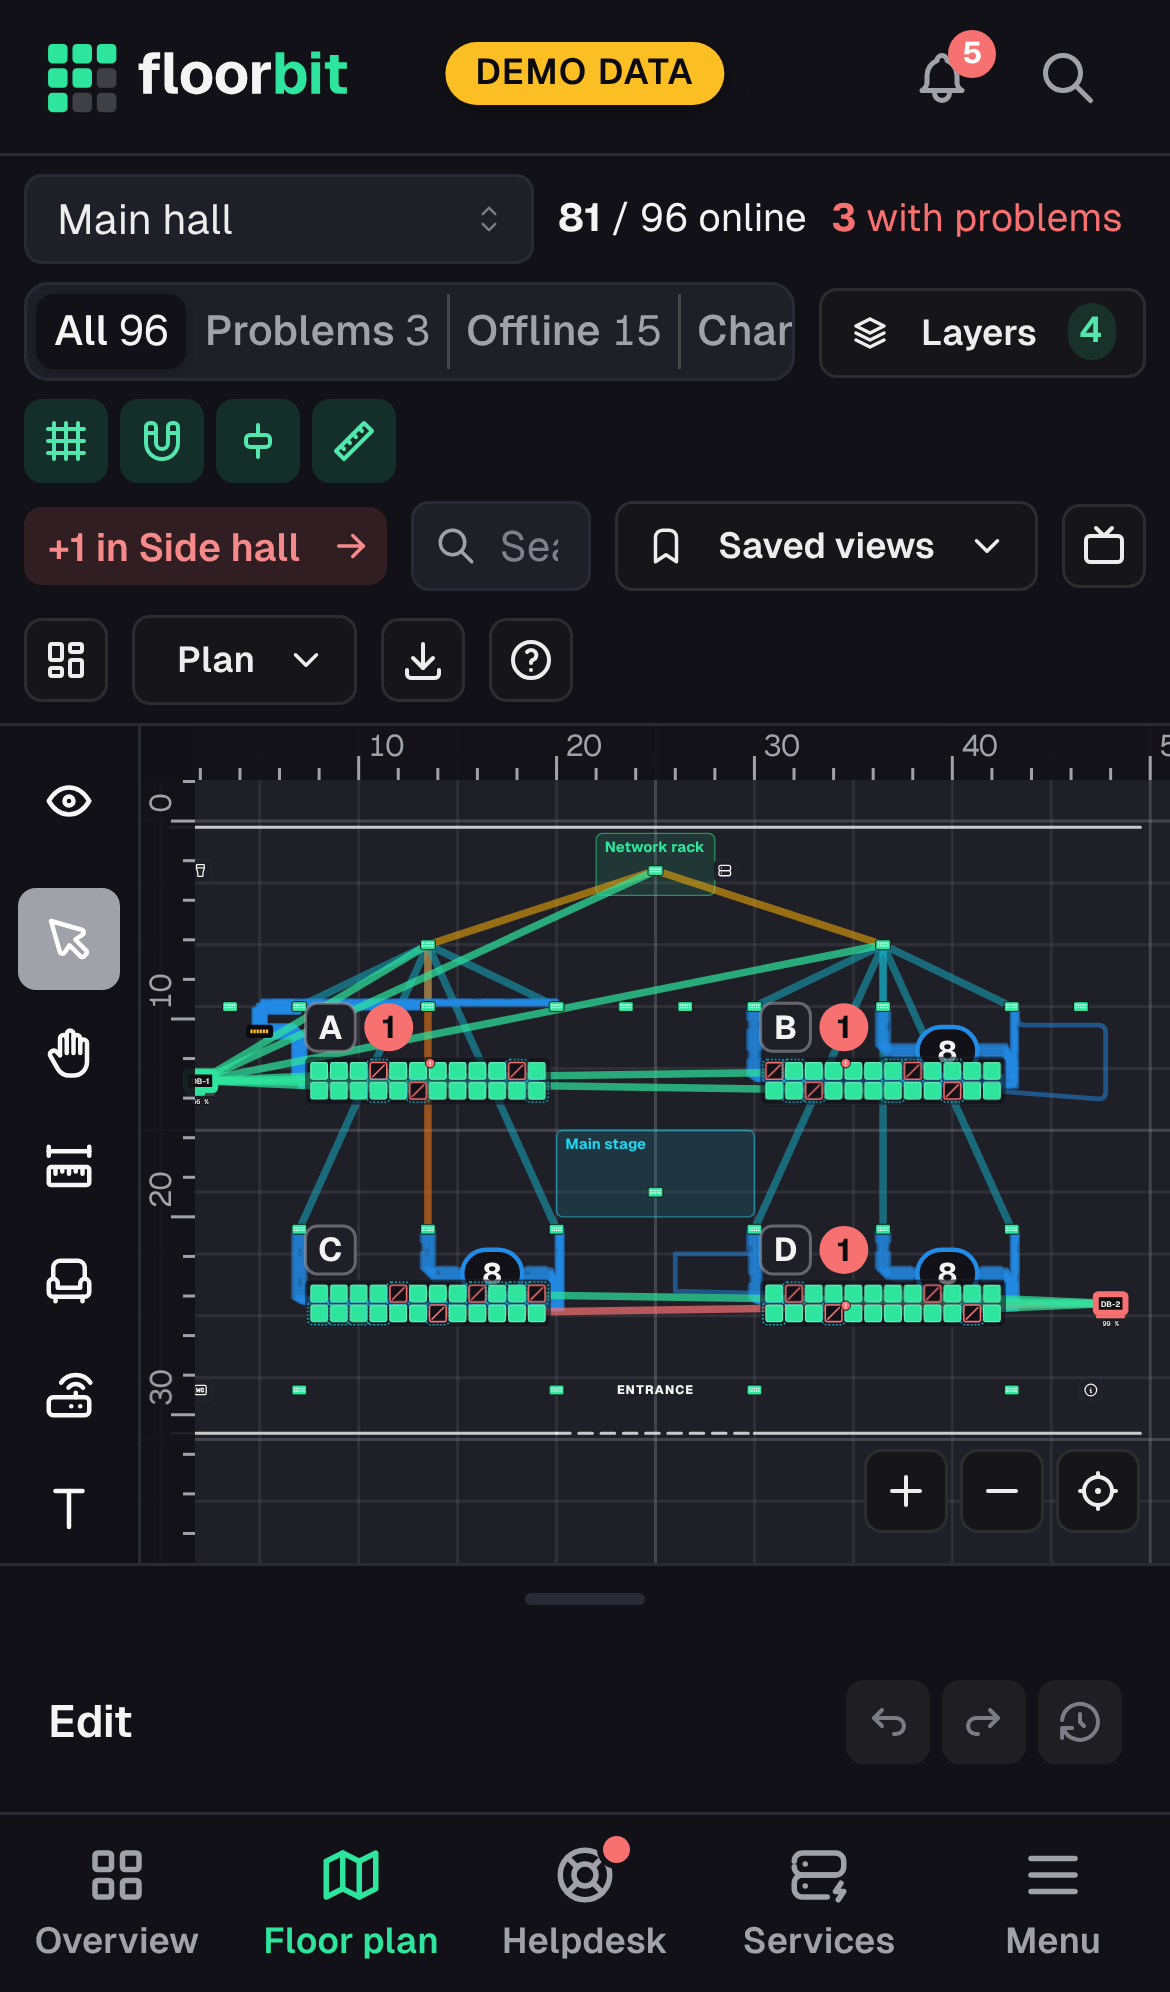 floorbit
DEMO DATA
5
Main hall
81 / 96 online
3 with problems
All 96
Problems 3
Offline 15
Char
Layers
4
+1 in Side hall
Sea
Saved views
Plan
10
20
30
40
5
0
10
20
30
Network rack
A
1
B
1
8
DB-1
Main stage
C
8
D
1
8
DB-2
99 %
WC
ENTRANCE
Edit
Overview
Floor plan
Helpdesk
Services
Menu